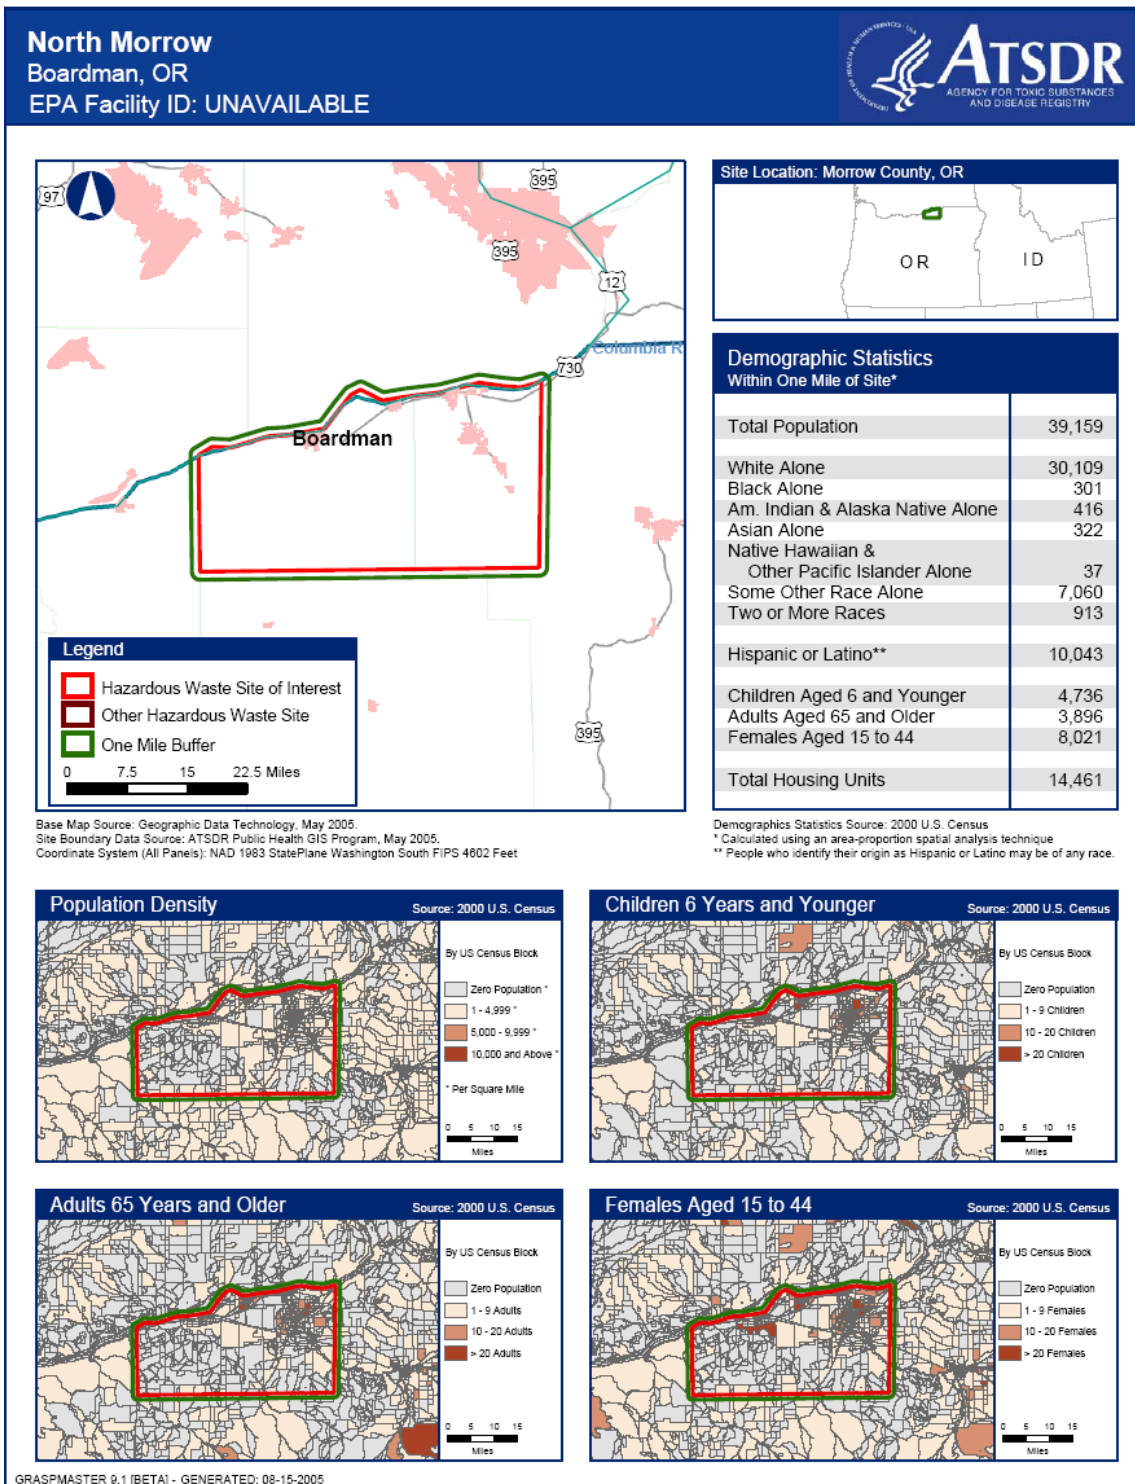 North Morrow
Boardman, OR
EPA Facility ID: UNAVAILABLE
DEPARTMENT OF HEALTH & HUMAN SERVICES · USA
ATSDR
AGENCY FOR TOXIC SUBSTANCES
AND DISEASE REGISTRY
97
395
395
12
Columbia R
730
Boardman
395
Legend
Hazardous Waste Site of Interest
Other Hazardous Waste Site
One Mile Buffer
0 7.5 15 22.5 Miles
Base Map Source: Geographic Data Technology, May 2005.
Site Boundary Data Source: ATSDR Public Health GIS Program, May 2005.
Coordinate System (All Panels): NAD 1983 StatePlane Washington South FIPS 4602 Feet
Site Location: Morrow County, OR
OR
ID
Demographic Statistics
Within One Mile of Site*
Total Population 39,159
White Alone 30,109
Black Alone 301
Am. Indian & Alaska Native Alone 416
Asian Alone 322
Native Hawaiian &
Other Pacific Islander Alone 37
Some Other Race Alone 7,060
Two or More Races 913
Hispanic or Latino** 10,043
Children Aged 6 and Younger 4,736
Adults Aged 65 and Older 3,896
Females Aged 15 to 44 8,021
Total Housing Units 14,461
Demographics Statistics Source: 2000 U.S. Census
* Calculated using an area-proportion spatial analysis technique
** People who identify their origin as Hispanic or Latino may be of any race.
Population Density Source: 2000 U.S. Census
By US Census Block
Zero Population *
1 - 4,999 *
5,000 - 9,999 *
10,000 and Above *
* Per Square Mile
0 5 10 15
Miles
Children 6 Years and Younger Source: 2000 U.S. Census
By US Census Block
Zero Population
1 - 9 Children
10 - 20 Children
> 20 Children
0 5 10 15
Miles
Adults 65 Years and Older Source: 2000 U.S. Census
By US Census Block
Zero Population
1 - 9 Adults
10 - 20 Adults
> 20 Adults
0 5 10 15
Miles
Females Aged 15 to 44 Source: 2000 U.S. Census
By US Census Block
Zero Population
1 - 9 Females
10 - 20 Females
> 20 Females
0 5 10 15
Miles
GRASPMASTER 9.1 [BETA] - GENERATED: 08-15-2005